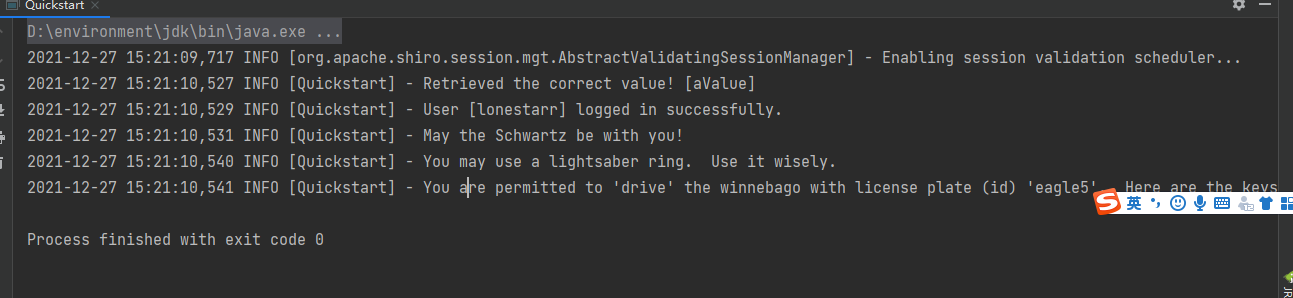 Quickstart
D:\environment\jdk\bin\java.exe ...
2021-12-27 15:21:09,717 INFO [org.apache.shiro.session.mgt.AbstractValidatingSessionManager] - Enabling session validation scheduler...
2021-12-27 15:21:10,527 INFO [Quickstart] - Retrieved the correct value! [aValue]
2021-12-27 15:21:10,529 INFO [Quickstart] - User [lonestarr] logged in successfully.
2021-12-27 15:21:10,531 INFO [Quickstart] - May the Schwartz be with you!
2021-12-27 15:21:10,540 INFO [Quickstart] - You may use a lightsaber ring.  Use it wisely.
2021-12-27 15:21:10,541 INFO [Quickstart] - You are permitted to 'drive' the winnebago with license plate (id) 'eagle5'.  Here are the keys
英
Process finished with exit code 0
JR